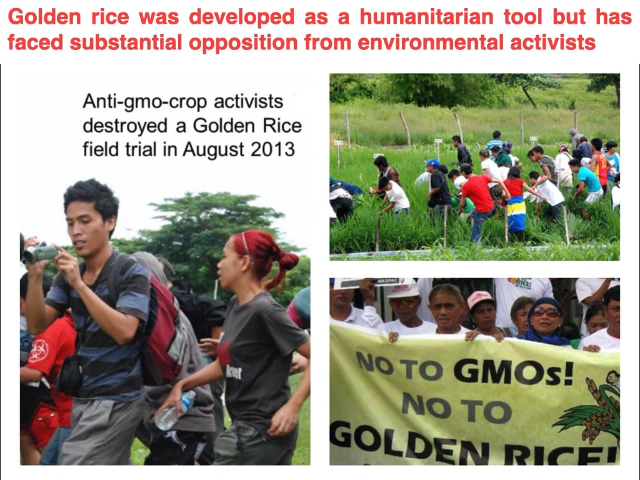 Golden rice was developed as a humanitarian tool but has
faced substantial opposition from environmental activists
Anti-gmo-crop activists
destroyed a Golden Rice
field trial in August 2013
NO TO GMOs!
NO TO
GOLDEN RICE!